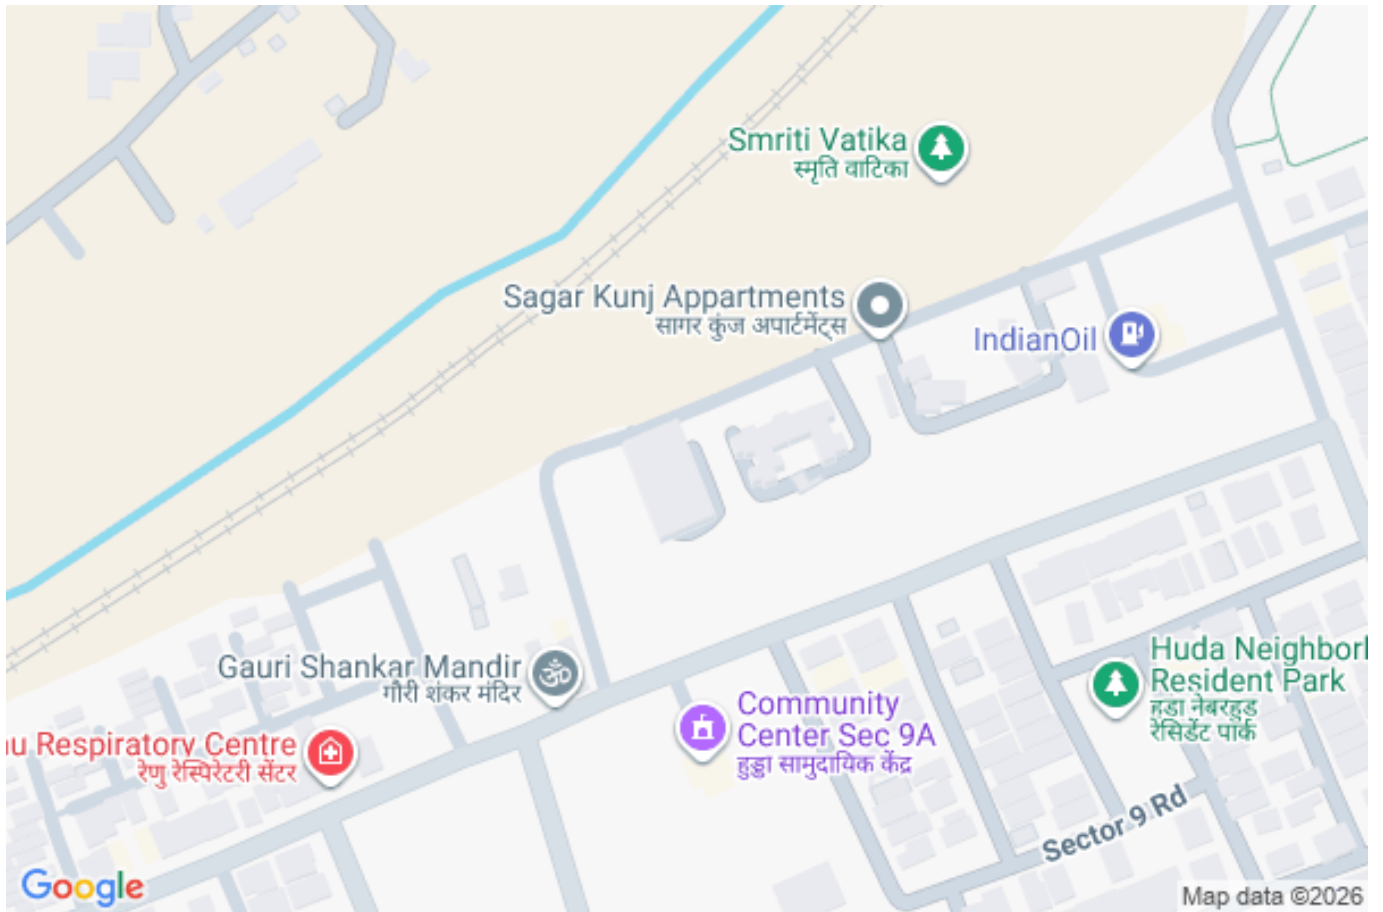 Smriti Vatika
स्मृति वाटिका
Sagar Kunj Appartments
सागर कुंज अपार्टमेंट्स
IndianOil
Gauri Shankar Mandir
गौरी शंकर मंदिर
Huda Neighborh
Resident Park
हुडा नेबरहुड
रेसिडेंट पार्क
Community
Center Sec 9A
हुड्डा सामुदायिक केंद्र
u Respiratory Centre
रेणु रेस्पिरेटरी सेंटर
Sector 9 Rd
Google
Map data ©2026